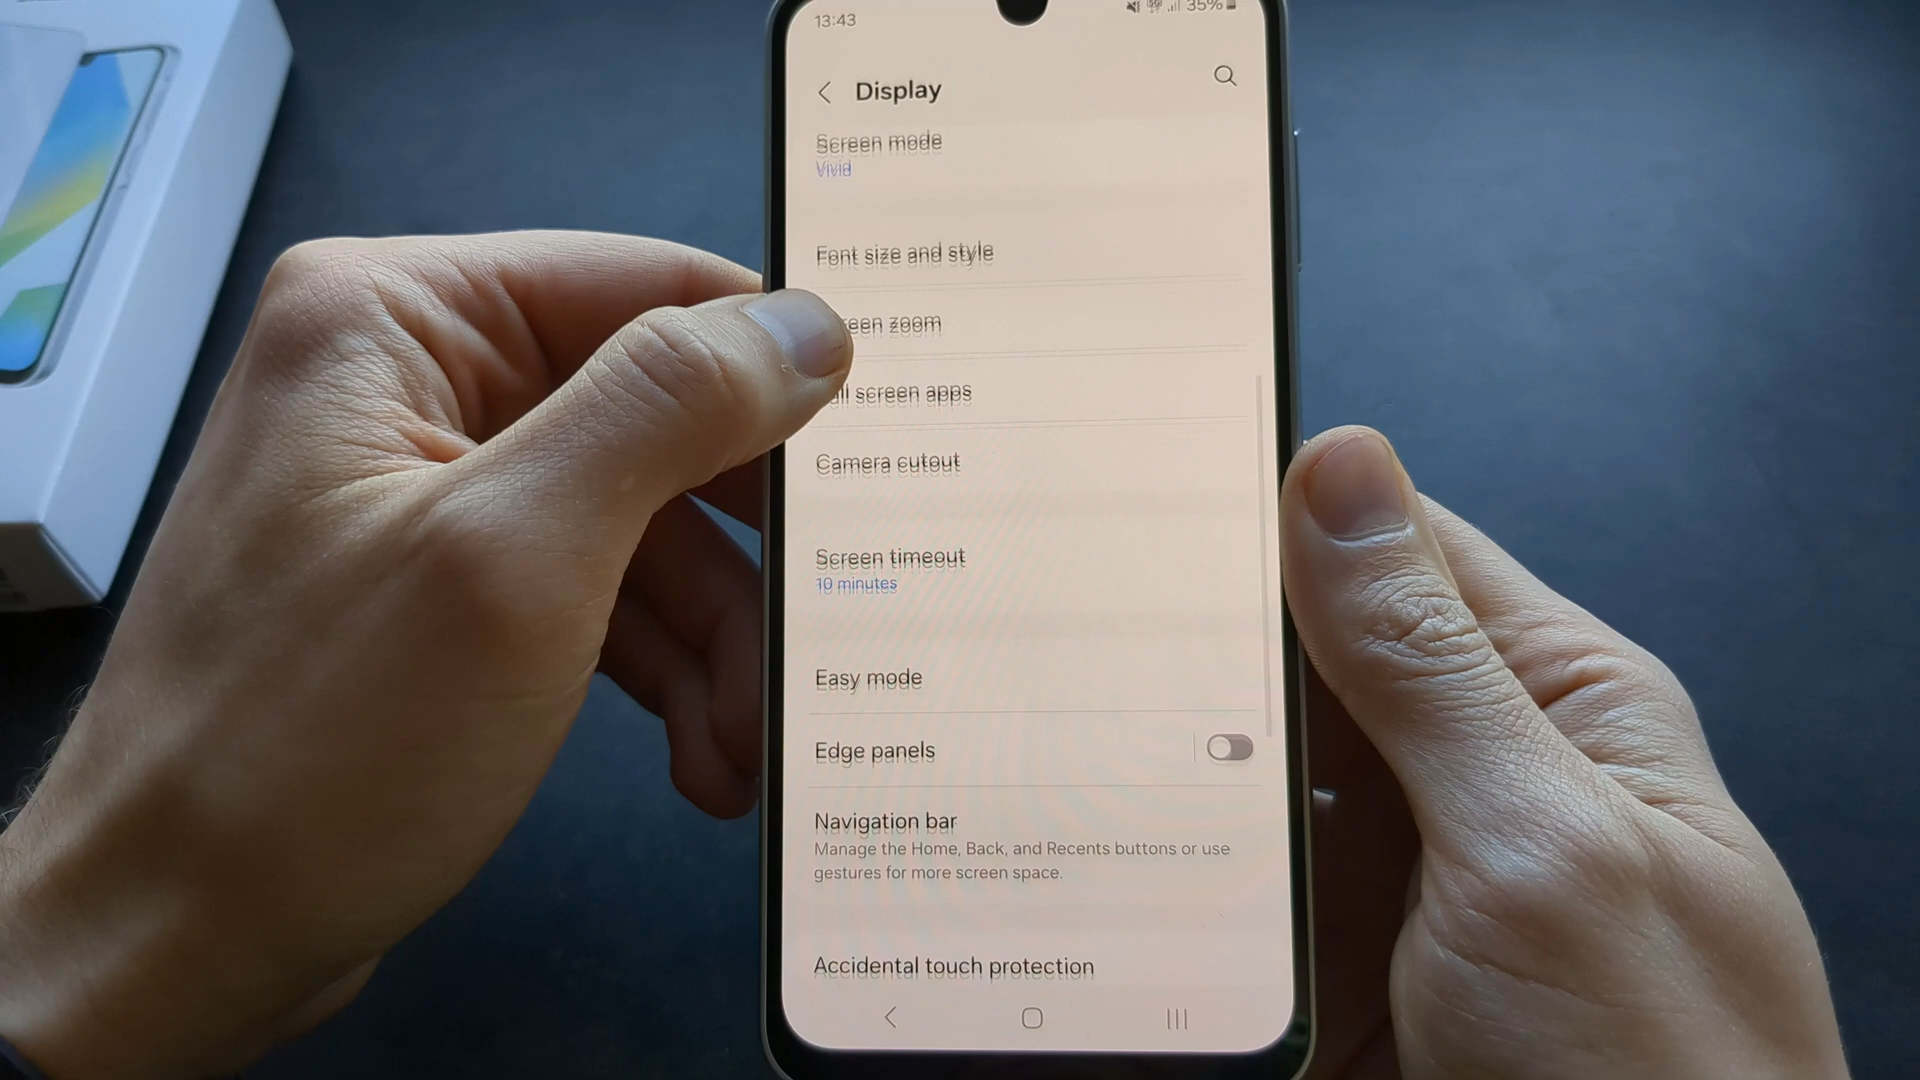 13:43
35%
Display
Screen mode
Vivid
Font size and style
reen zoom
ll screen apps
Camera cutout
Screen timeout
10 minutes
Easy mode
Edge panels
Navigation bar
Manage the Home, Back, and Recents buttons or use
gestures for more screen space.
Accidental touch protection